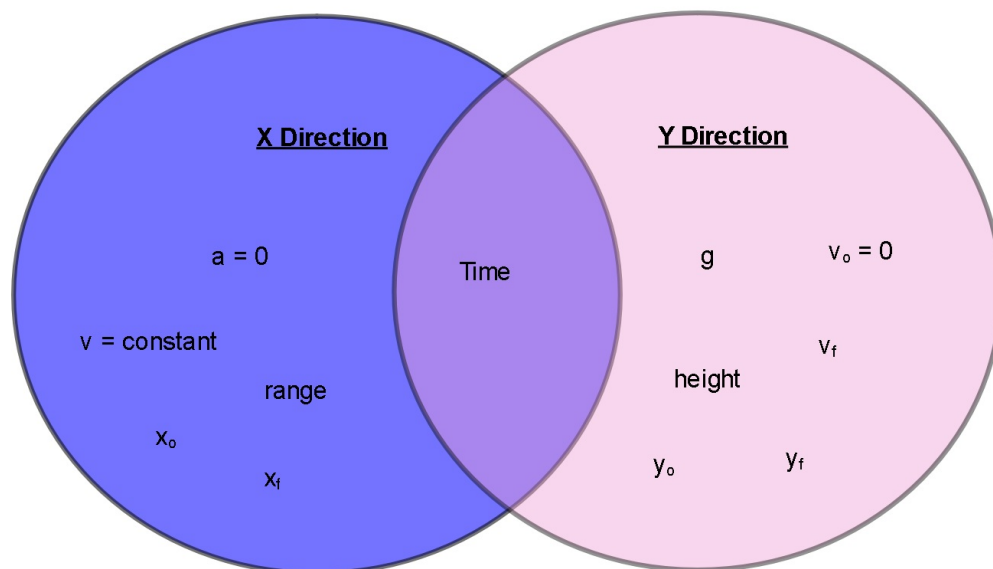 X Direction
Y Direction
a = 0
Time
g
vₒ = 0
v = constant
v_f
range
height
xₒ
x_f
yₒ
y_f